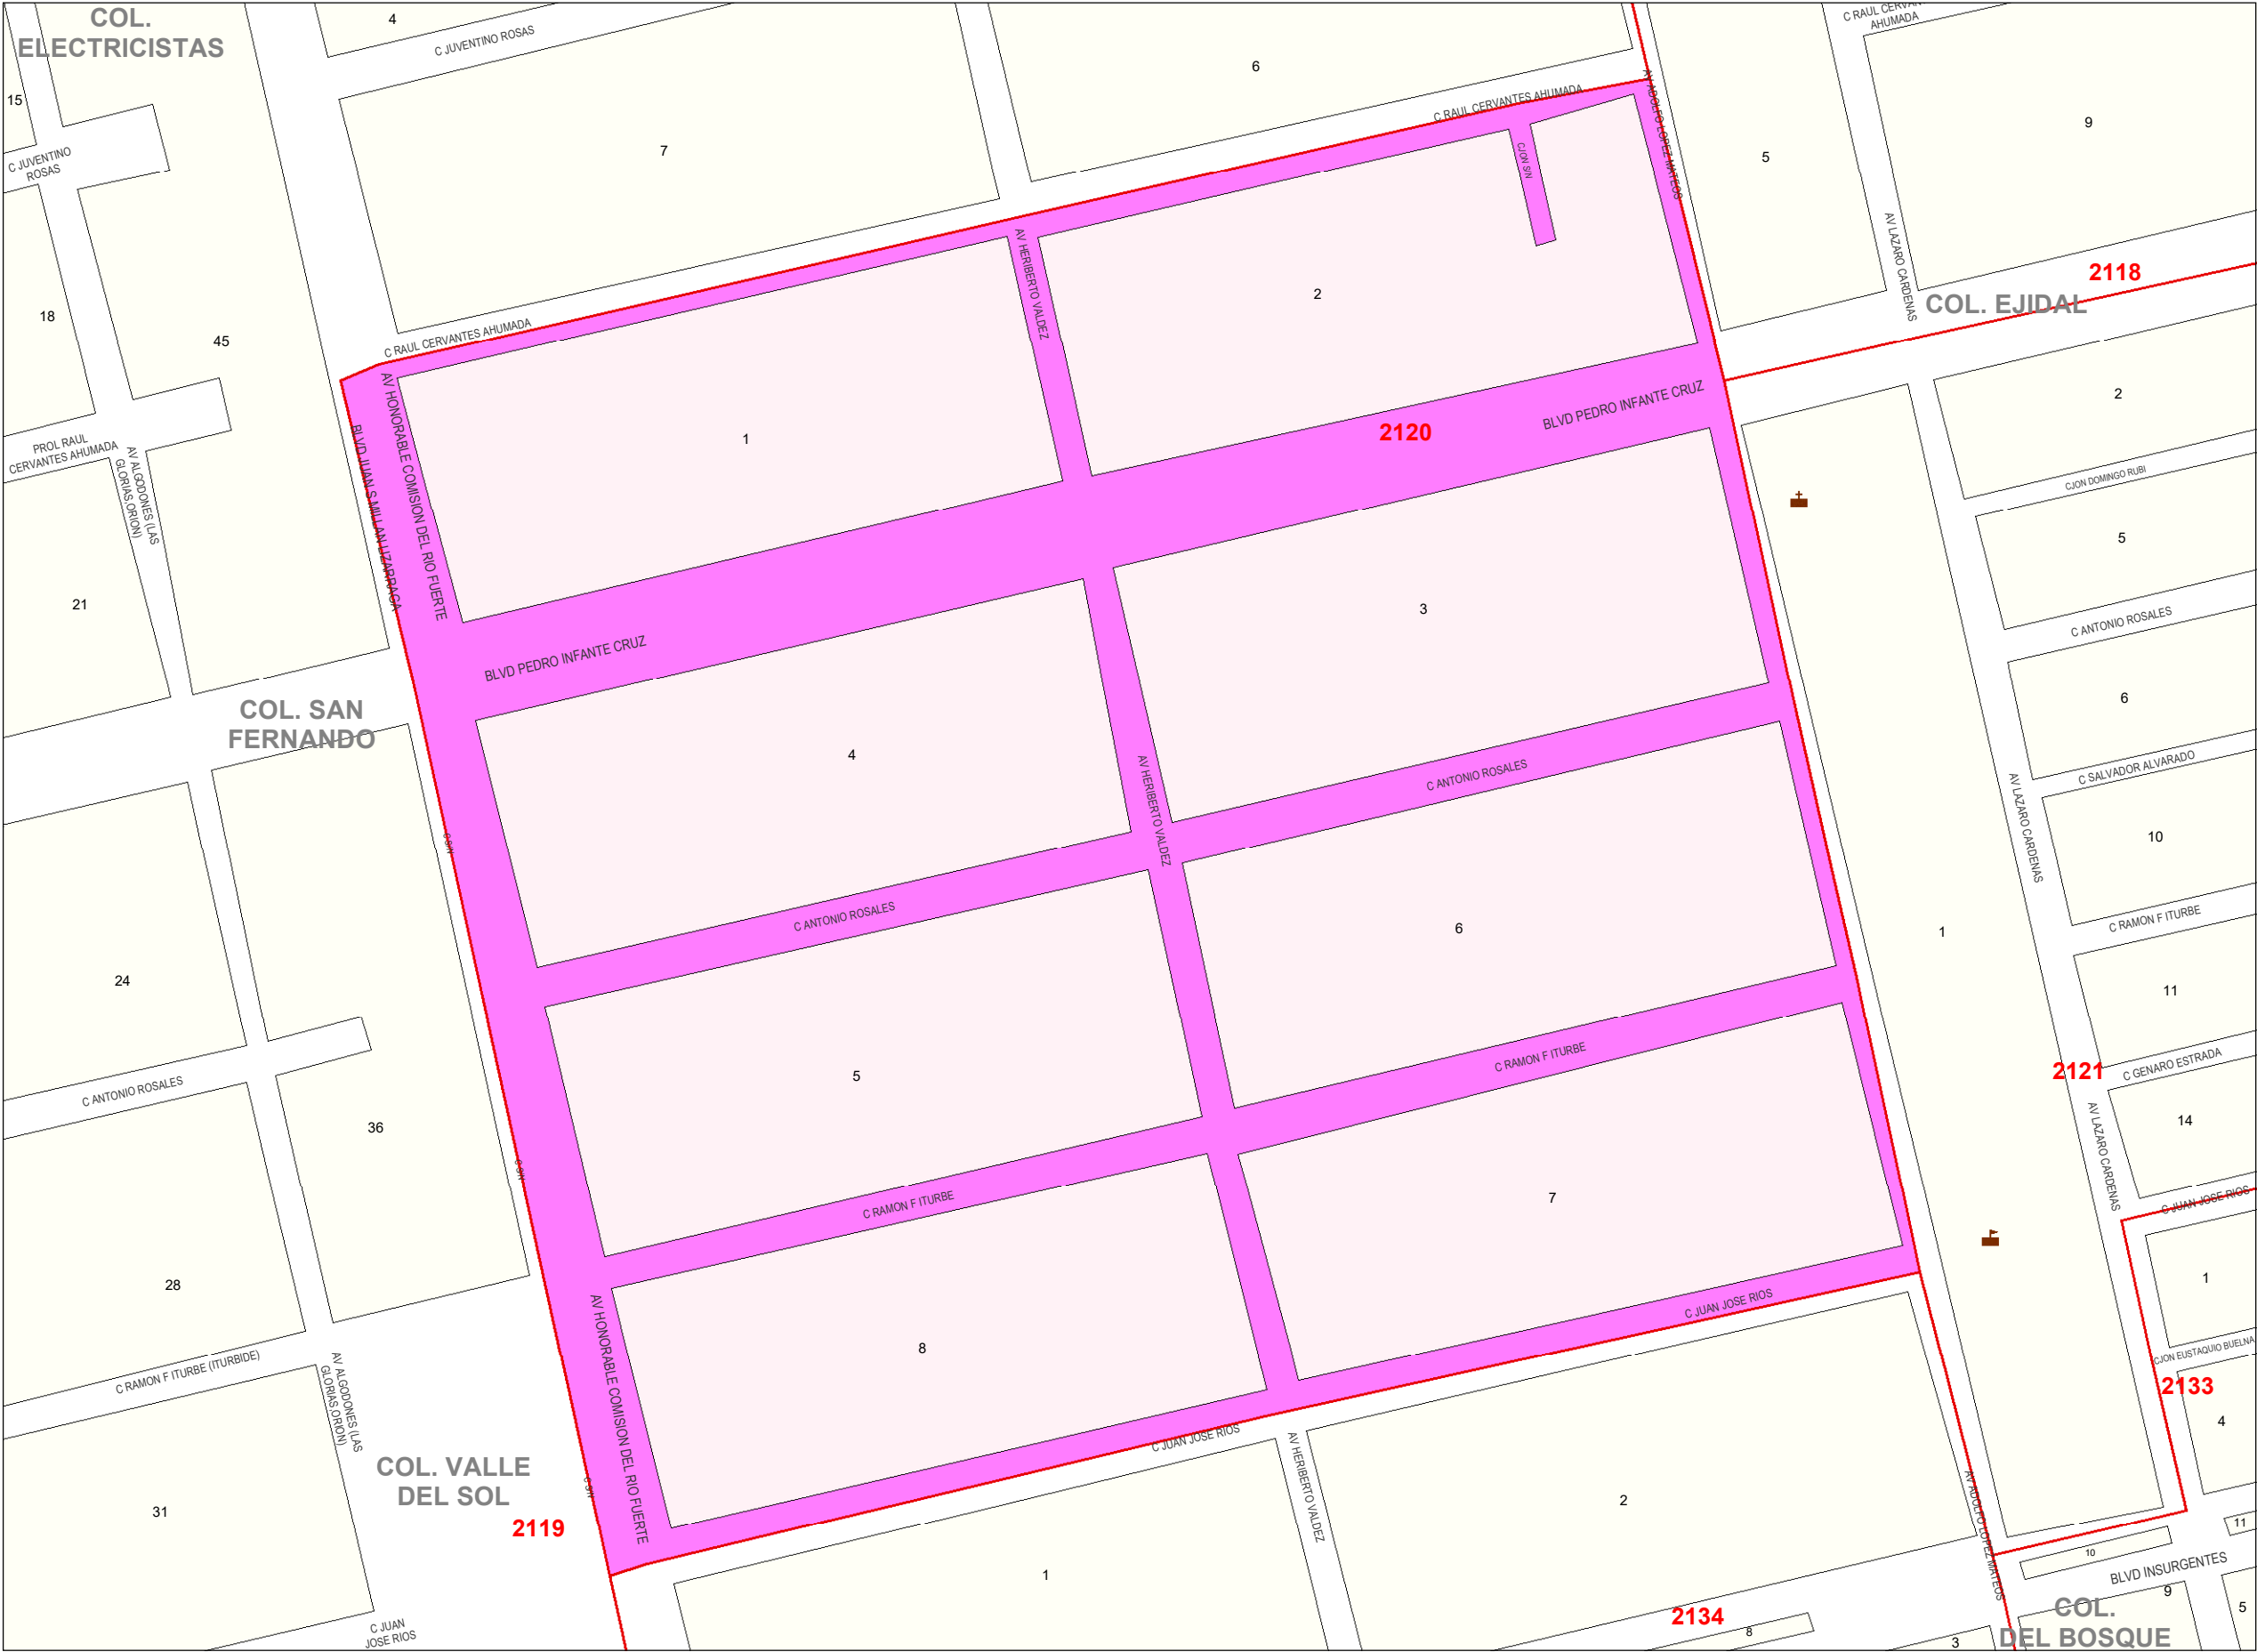 COL.
ELECTRICISTAS
4
C JUVENTINO ROSAS
6
C RAUL CERVANTES AHUMADA
AV ADOLFO LOPEZ MATEOS
AHUMADA
9
15
C JUVENTINO
ROSAS
7
5
CJON S/N
AV LAZARO CARDENAS
2118
COL. EJIDAL
18
45
C RAUL CERVANTES AHUMADA
AV HERIBERTO VALDEZ
2
1
2120
BLVD PEDRO INFANTE CRUZ
2
PROL RAUL
CERVANTES AHUMADA
AV ALGODONES (LAS
GLORIAS,ORION)
BLVD JUAN S MILLAN LIZARRAGA
AV HONORABLE COMISION DEL RIO FUERTE
CJON DOMINGO RUBI
5
21
3
C ANTONIO ROSALES
BLVD PEDRO INFANTE CRUZ
COL. SAN
FERNANDO
4
AV HERIBERTO VALDEZ
C ANTONIO ROSALES
6
C SALVADOR ALVARADO
AV LAZARO CARDENAS
10
C S/N
C ANTONIO ROSALES
6
1
C RAMON F ITURBE
24
11
5
C RAMON F ITURBE
2121
C GENARO ESTRADA
C ANTONIO ROSALES
36
14
AV LAZARO CARDENAS
C S/N
C RAMON F ITURBE
7
C JUAN JOSE RIOS
28
1
C JUAN JOSE RIOS
8
AV HONORABLE COMISION DEL RIO FUERTE
C RAMON F ITURBE (ITURBIDE)
AV ALGODONES (LAS
GLORIAS,ORION)
CJON EUSTAQUIO BUELNA
2133
4
C JUAN JOSE RIOS
AV HERIBERTO VALDEZ
COL. VALLE
DEL SOL
C S/N
31
2119
2
AV ADOLFO LOPEZ MATEOS
11
10
BLVD INSURGENTES
1
9
5
COL.
DEL BOSQUE
2134
8
3
C JUAN
JOSE RIOS